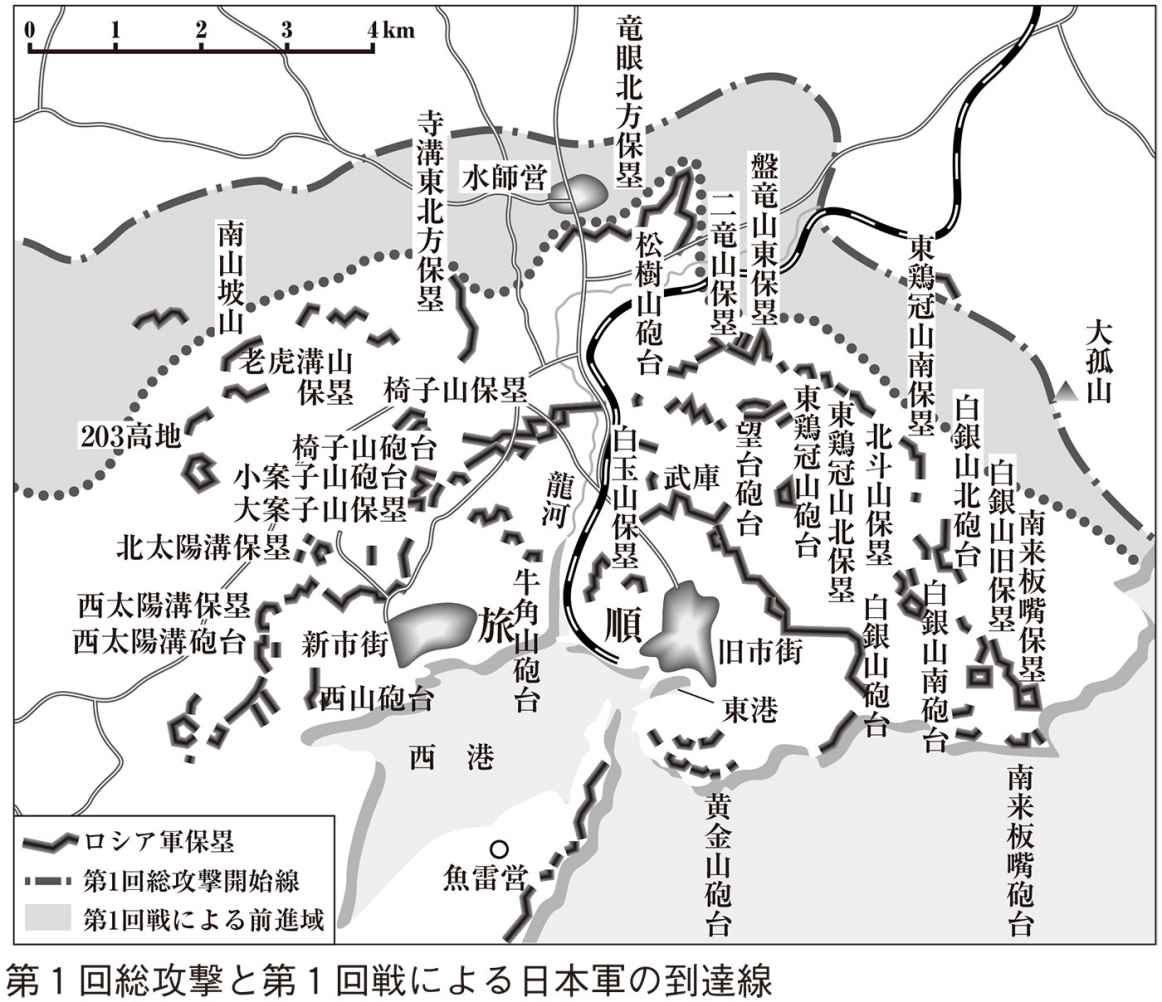 0 1 2 3 4 km
竜眼北方保塁
寺溝東北方保塁
水師営
盤竜山東保塁
二竜山保塁
松樹山砲台
南山坡山
東鶏冠山南保塁
大孤山
老虎溝山
保塁
椅子山保塁
203高地
椅子山砲台
小案子山砲台
大案子山保塁
北太陽溝保塁
西太陽溝保塁
西太陽溝砲台
新市街
西山砲台
龍河
牛角山砲台
白玉山保塁
武庫
望台砲台
東鶏冠山砲台
東鶏冠山北保塁
北斗山保塁
白銀山北砲台
白銀山旧保塁
南来板嘴保塁
白銀山砲台
白銀山南砲台
旅順
旧市街
東港
西港
魚雷営
黄金山砲台
南来板嘴砲台
ロシア軍保塁
第1回総攻撃開始線
第1回戦による前進域
第1回総攻撃と第1回戦による日本軍の到達線